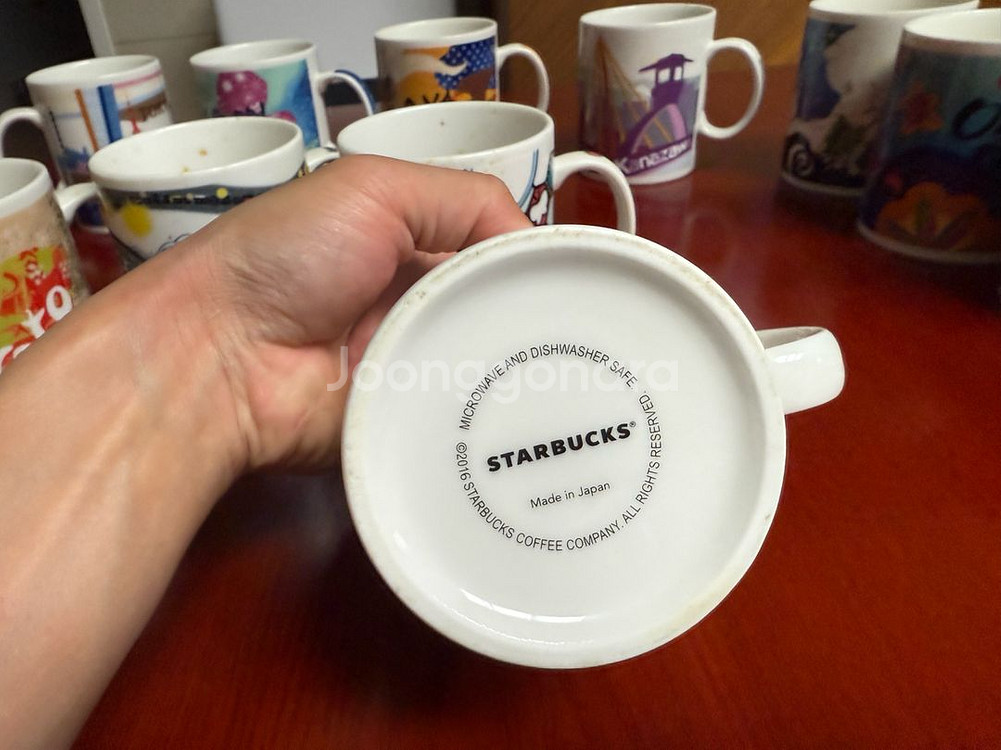 Kanazawa
Joonggonara
MICROWAVE AND DISHWASHER SAFE.
STARBUCKS®
Made in Japan
©2016 STARBUCKS COFFEE COMPANY. ALL RIGHTS RESERVED.